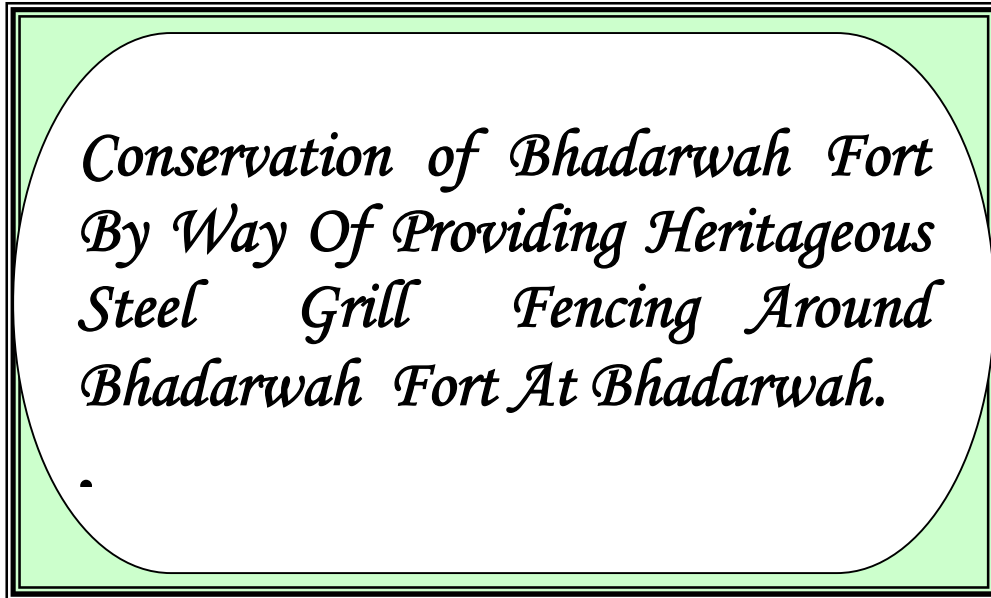 Conservation of Bhadarwah Fort
By Way Of Providing Heritageous
Steel Grill Fencing Around
Bhadarwah Fort At Bhadarwah.
.